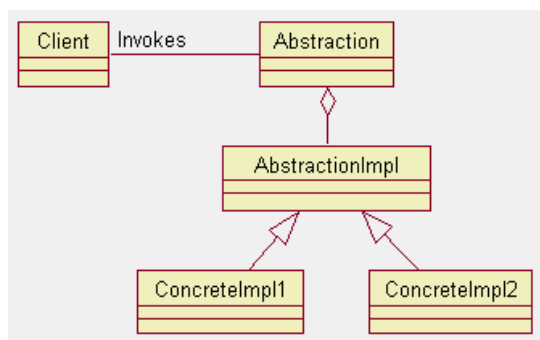 Client Invokes Abstraction
AbstractionImpl
ConcreteImpl1 ConcreteImpl2